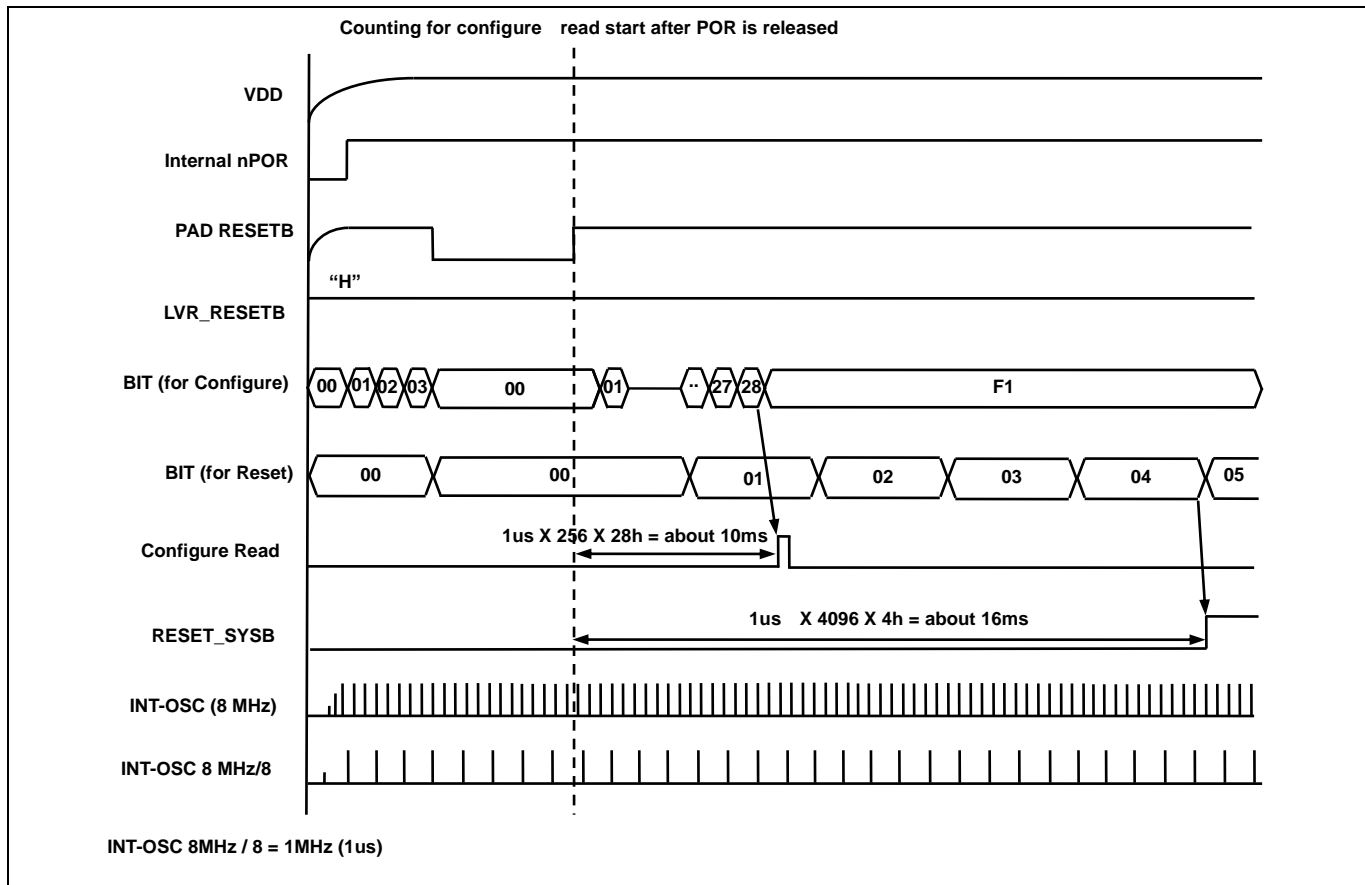 Counting for configure read start after POR is released
VDD
Internal nPOR
PAD RESETB
“H”
LVR_RESETB
BIT (for Configure) 00 01 02 03 00 01 ·· 27 28 F1
BIT (for Reset) 00 00 01 02 03 04 05
1us X 256 X 28h = about 10ms
Configure Read
1us X 4096 X 4h = about 16ms
RESET_SYSB
INT-OSC (8 MHz)
INT-OSC 8 MHz/8
INT-OSC 8MHz / 8 = 1MHz (1us)